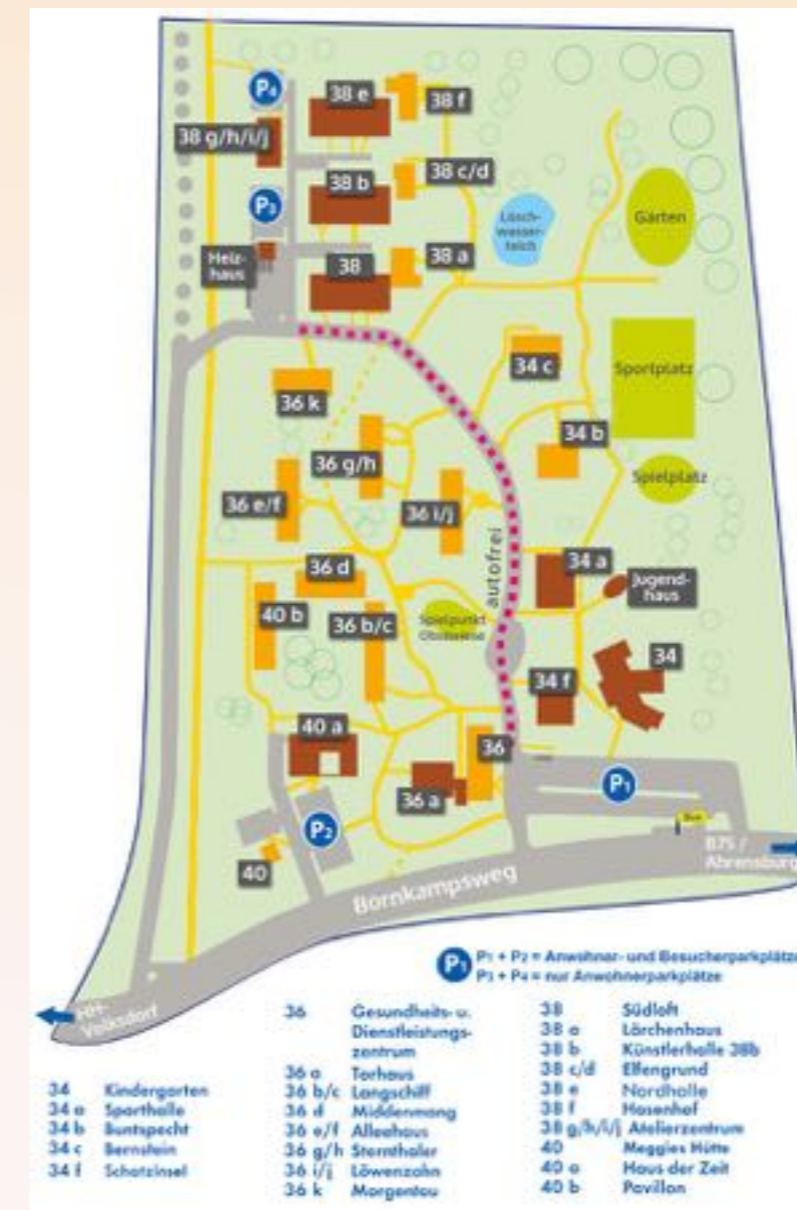 P4
38 e
38 f
38 g/h/i/j
38 b
38 c/d
P3
Lösch-
wasser-
teich
Gärten
Heiz-
haus
38
38 a
34 c
Sportplatz
36 k
34 b
36 g/h
Spielplatz
36 e/f
36 i/j
autofrei
36 d
34 a
Jugend-
haus
40 b
36 b/c
Spielpunkt
34
34 f
40 a
36
36 a
P1
P2
Bus
B75 /
Ahrensburg
40
Bornkampsweg
P1 P1 + P2 = Anwohner- und Besucherparkplätze
P3 + P4 = nur Anwohnerparkplätze
HH-
Volksdorf
34 Kindergarten
34 a Sporthalle
34 b Buntspecht
34 c Bernstein
34 f Schatzinsel
36 Gesundheits- u.
Dienstleistungs-
zentrum
36 a Torhaus
36 b/c Langschiff
36 d Middenmang
36 e/f Alleehaus
36 g/h Sterntaler
36 i/j Löwenzahn
36 k Morgentau
38 Südloft
38 a Lärchenhaus
38 b Künstlerhalle 38b
38 c/d Elfengrund
38 e Nordhalle
38 f Hasenhof
38 g/h/i/j Atelierzentrum
40 Meggies Hütte
40 a Haus der Zeit
40 b Pavillon